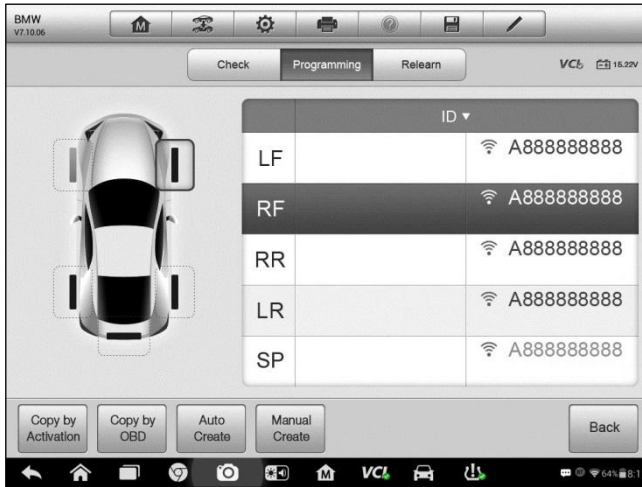 BMW
V7.10.06
Check
Programming
Relearn
VCI
15.22V
ID ▼
LF
A888888888
RF
A888888888
RR
A888888888
LR
A888888888
SP
A888888888
Copy by
Activation
Copy by
OBD
Auto
Create
Manual
Create
Back
M
VCI
64%